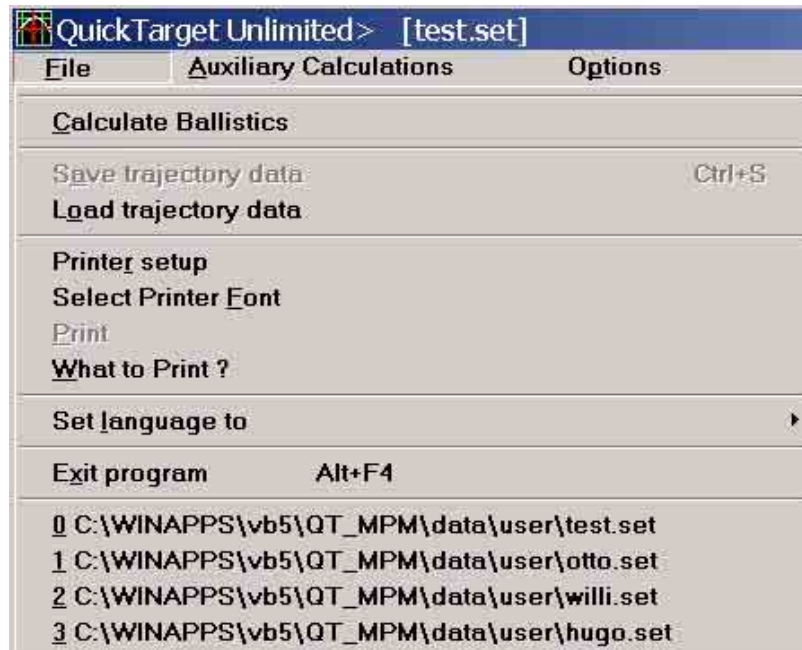 QuickTarget Unlimited> [test.set]
File Auxiliary Calculations Options
Calculate Ballistics
Save trajectory data Ctrl+S
Load trajectory data
Printer setup
Select Printer Font
Print
What to Print ?
Set language to
Exit program Alt+F4
0 C:\WINAPPS\vb5\QT_MPM\data\user\test.set
1 C:\WINAPPS\vb5\QT_MPM\data\user\otto.set
2 C:\WINAPPS\vb5\QT_MPM\data\user\willi.set
3 C:\WINAPPS\vb5\QT_MPM\data\user\hugo.set